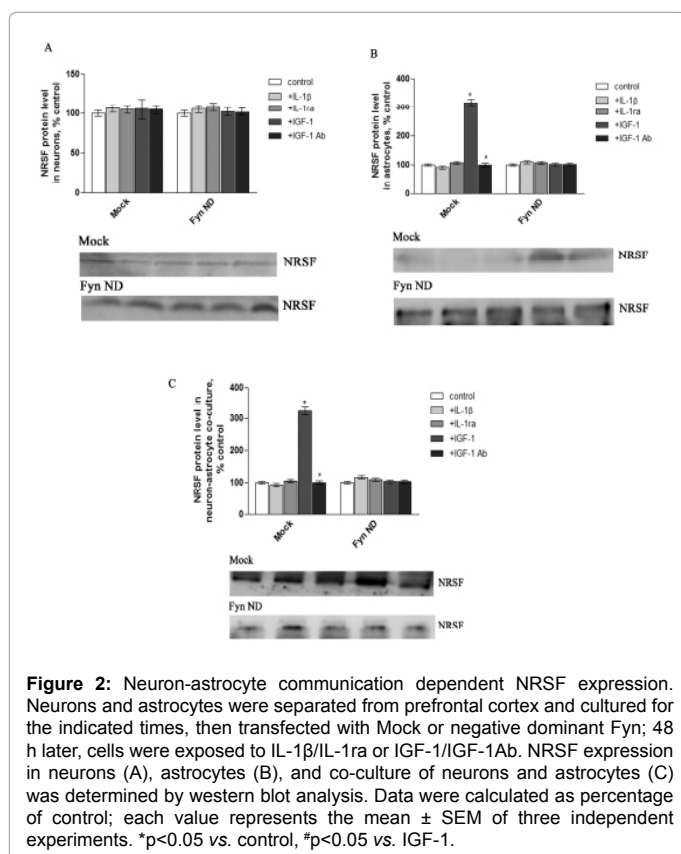 A
NRSF protein level
in neurons, % control
150
100
50
0
control
+IL-1β
+IL-1ra
+IGF-1
+IGF-1 Ab
Mock
Fyn ND
Mock
NRSF
Fyn ND
NRSF
B
NRSF protein level
in astrocytes, % control
400
300
200
100
0
*
#
control
+IL-1β
+IL-1ra
+IGF-1
+IGF-1 Ab
Mock
Fyn ND
Mock
NRSF
Fyn ND
NRSF
C
NRSF protein level in
neuron-astrocyte co-culture,
% control
400
300
200
100
0
*
#
control
+IL-1β
+IL-1ra
+IGF-1
+IGF-1 Ab
Mock
Fyn ND
Mock
NRSF
Fyn ND
NRSF
Figure 2: Neuron-astrocyte communication dependent NRSF expression.
Neurons and astrocytes were separated from prefrontal cortex and cultured for
the indicated times, then transfected with Mock or negative dominant Fyn; 48
h later, cells were exposed to IL-1β/IL-1ra or IGF-1/IGF-1Ab. NRSF expression
in neurons (A), astrocytes (B), and co-culture of neurons and astrocytes (C)
was determined by western blot analysis. Data were calculated as percentage
of control; each value represents the mean ± SEM of three independent
experiments. *p<0.05 vs. control, #p<0.05 vs. IGF-1.